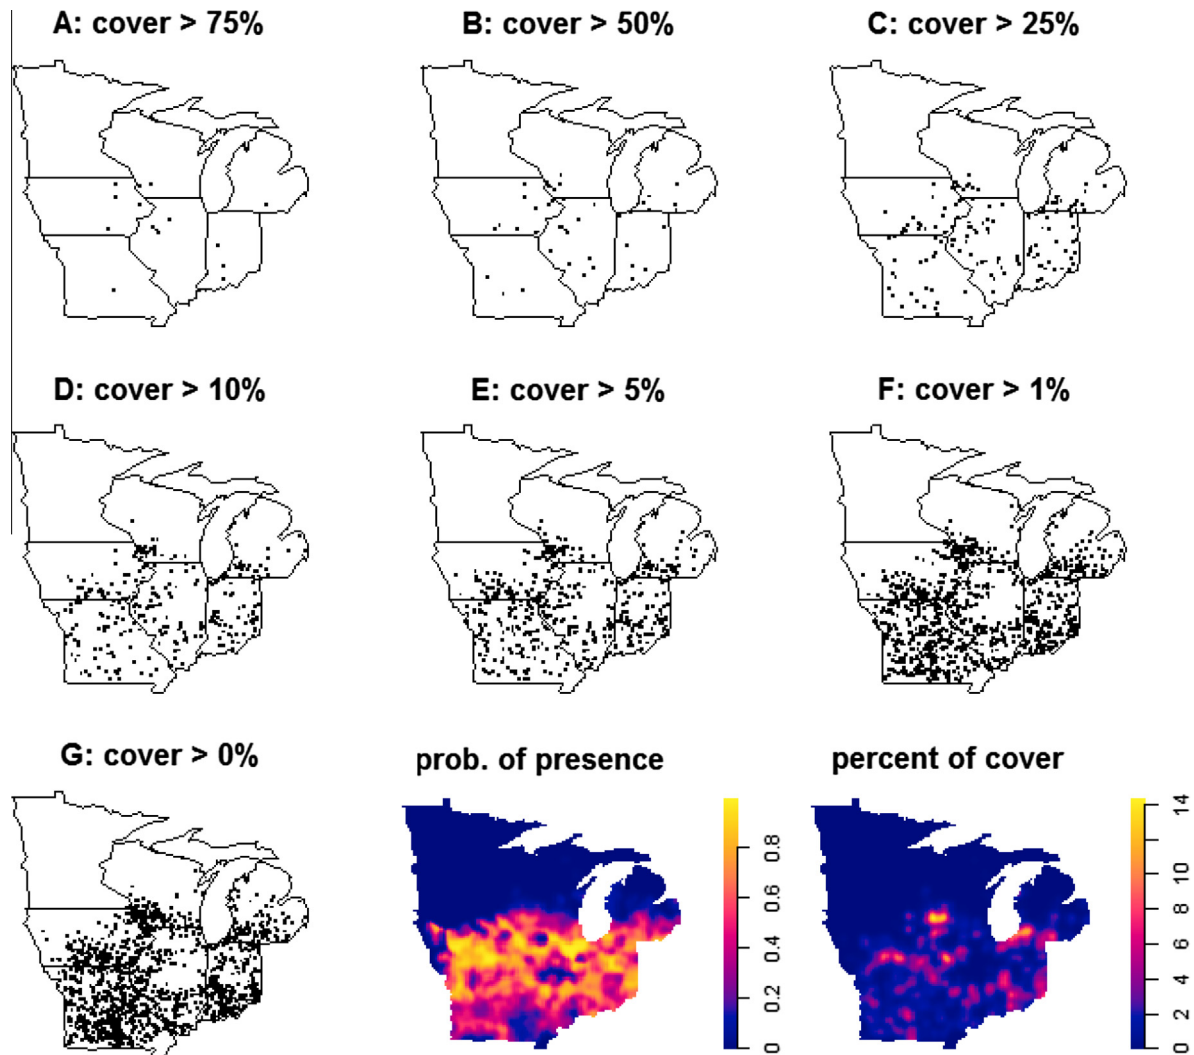 A: cover > 75%
B: cover > 50%
C: cover > 25%
D: cover > 10%
E: cover > 5%
F: cover > 1%
G: cover > 0%
prob. of presence
0.8
0.6
0.4
0.2
0
percent of cover
14
10
8
6
4
2
0